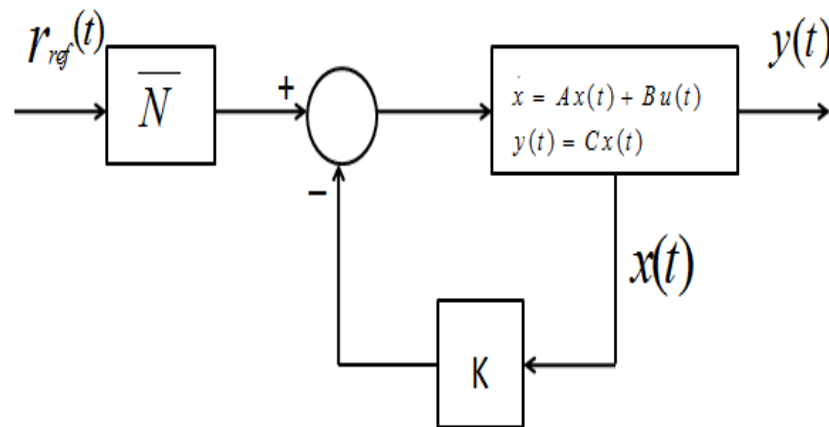 r_ref(t)
N̅
+
−
ẋ = Ax(t) + Bu(t)
y(t) = Cx(t)
y(t)
x(t)
K